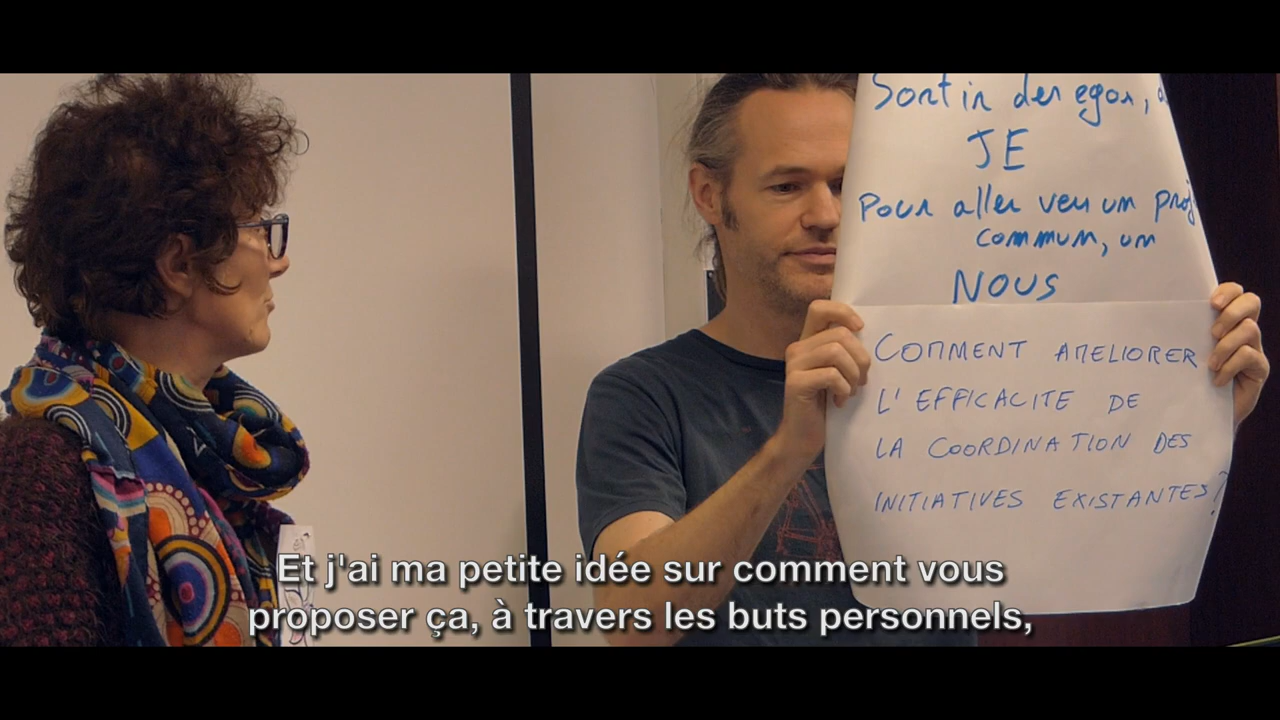 Sortir des egos,
JE
Pour aller vers un proj
commun, un
NOUS
COMMENT AMELIORER
L'EFFICACITE DE
LA COORDINATION DES
INITIATIVES EXISTANTES ?
Et j'ai ma petite idée sur comment vous
proposer ça, à travers les buts personnels,